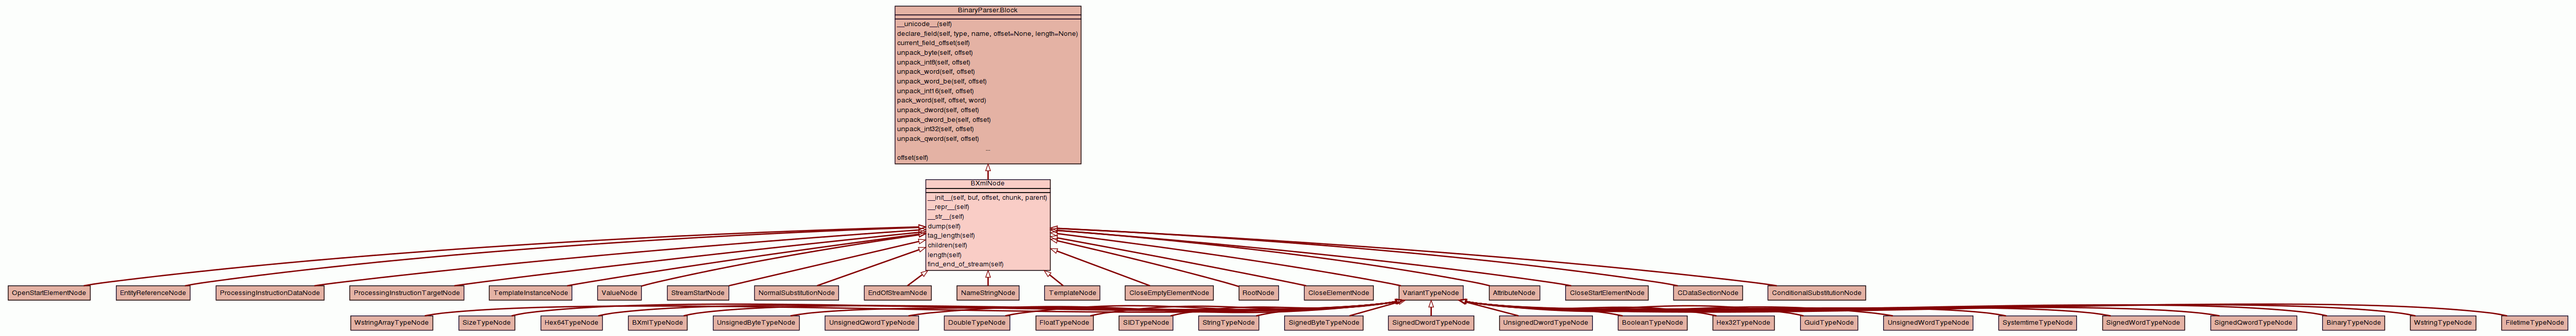 BinaryParser.Block
__unicode__(self)
declare_field(self, type, name, offset=None, length=None)
current_field_offset(self)
unpack_byte(self, offset)
unpack_int8(self, offset)
unpack_word(self, offset)
unpack_word_be(self, offset)
unpack_int16(self, offset)
pack_word(self, offset, word)
unpack_dword(self, offset)
unpack_dword_be(self, offset)
unpack_int32(self, offset)
unpack_qword(self, offset)
...
offset(self)
BXmlNode
__init__(self, buf, offset, chunk, parent)
__repr__(self)
__str__(self)
dump(self)
tag_length(self)
children(self)
length(self)
find_end_of_stream(self)
OpenStartElementNode EntityReferenceNode ProcessingInstructionDataNode ProcessingInstructionTargetNode TemplateInstanceNode ValueNode StreamStartNode NormalSubstitutionNode EndOfStreamNode NameStringNode TemplateNode CloseEmptyElementNode RootNode CloseElementNode VariantTypeNode AttributeNode CloseStartElementNode CDataSectionNode ConditionalSubstitutionNode
WstringArrayTypeNode SizeTypeNode Hex64TypeNode BXmlTypeNode UnsignedByteTypeNode UnsignedQwordTypeNode DoubleTypeNode FloatTypeNode SIDTypeNode StringTypeNode SignedByteTypeNode SignedDwordTypeNode UnsignedDwordTypeNode BooleanTypeNode Hex32TypeNode GuidTypeNode UnsignedWordTypeNode SystemtimeTypeNode SignedWordTypeNode SignedQwordTypeNode BinaryTypeNode WstringTypeNode FiletimeTypeNode